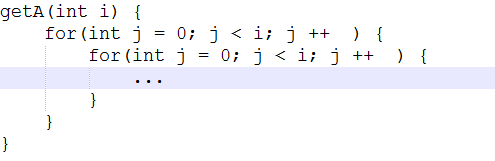 getA(int i) {
    for(int j = 0; j < i; j ++  ) {
        for(int j = 0; j < i; j ++  ) {
            ...
        }
    }
}